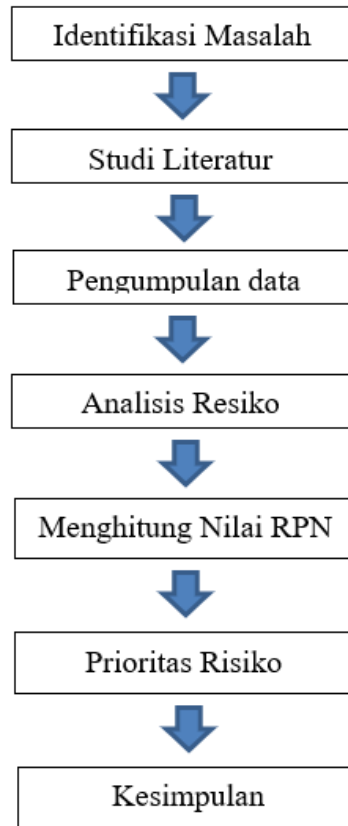 Identifikasi Masalah
Studi Literatur
Pengumpulan data
Analisis Resiko
Menghitung Nilai RPN
Prioritas Risiko
Kesimpulan